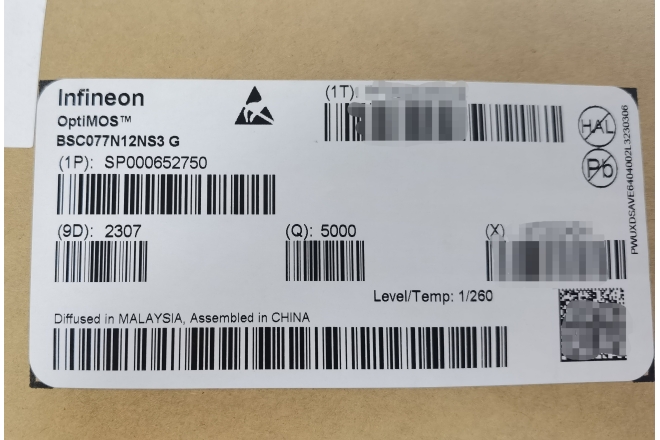 Infineon
OptiMOS™
BSC077N12NS3 G
(1P): SP000652750
(1T)
HAL
Pb
PWUXDSAVE6404002L3230306
(9D): 2307
(Q): 5000
(X)
Level/Temp: 1/260
Diffused in MALAYSIA, Assembled in CHINA